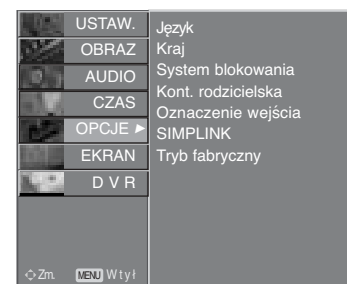 USTAW.
OBRAZ
AUDIO
CZAS
OPCJE ►
EKRAN
D V R
Zm. MENU Wtył
Język
Kraj
System blokowania
Kont. rodzicielska
Oznaczenie wejścia
SIMPLINK
Tryb fabryczny